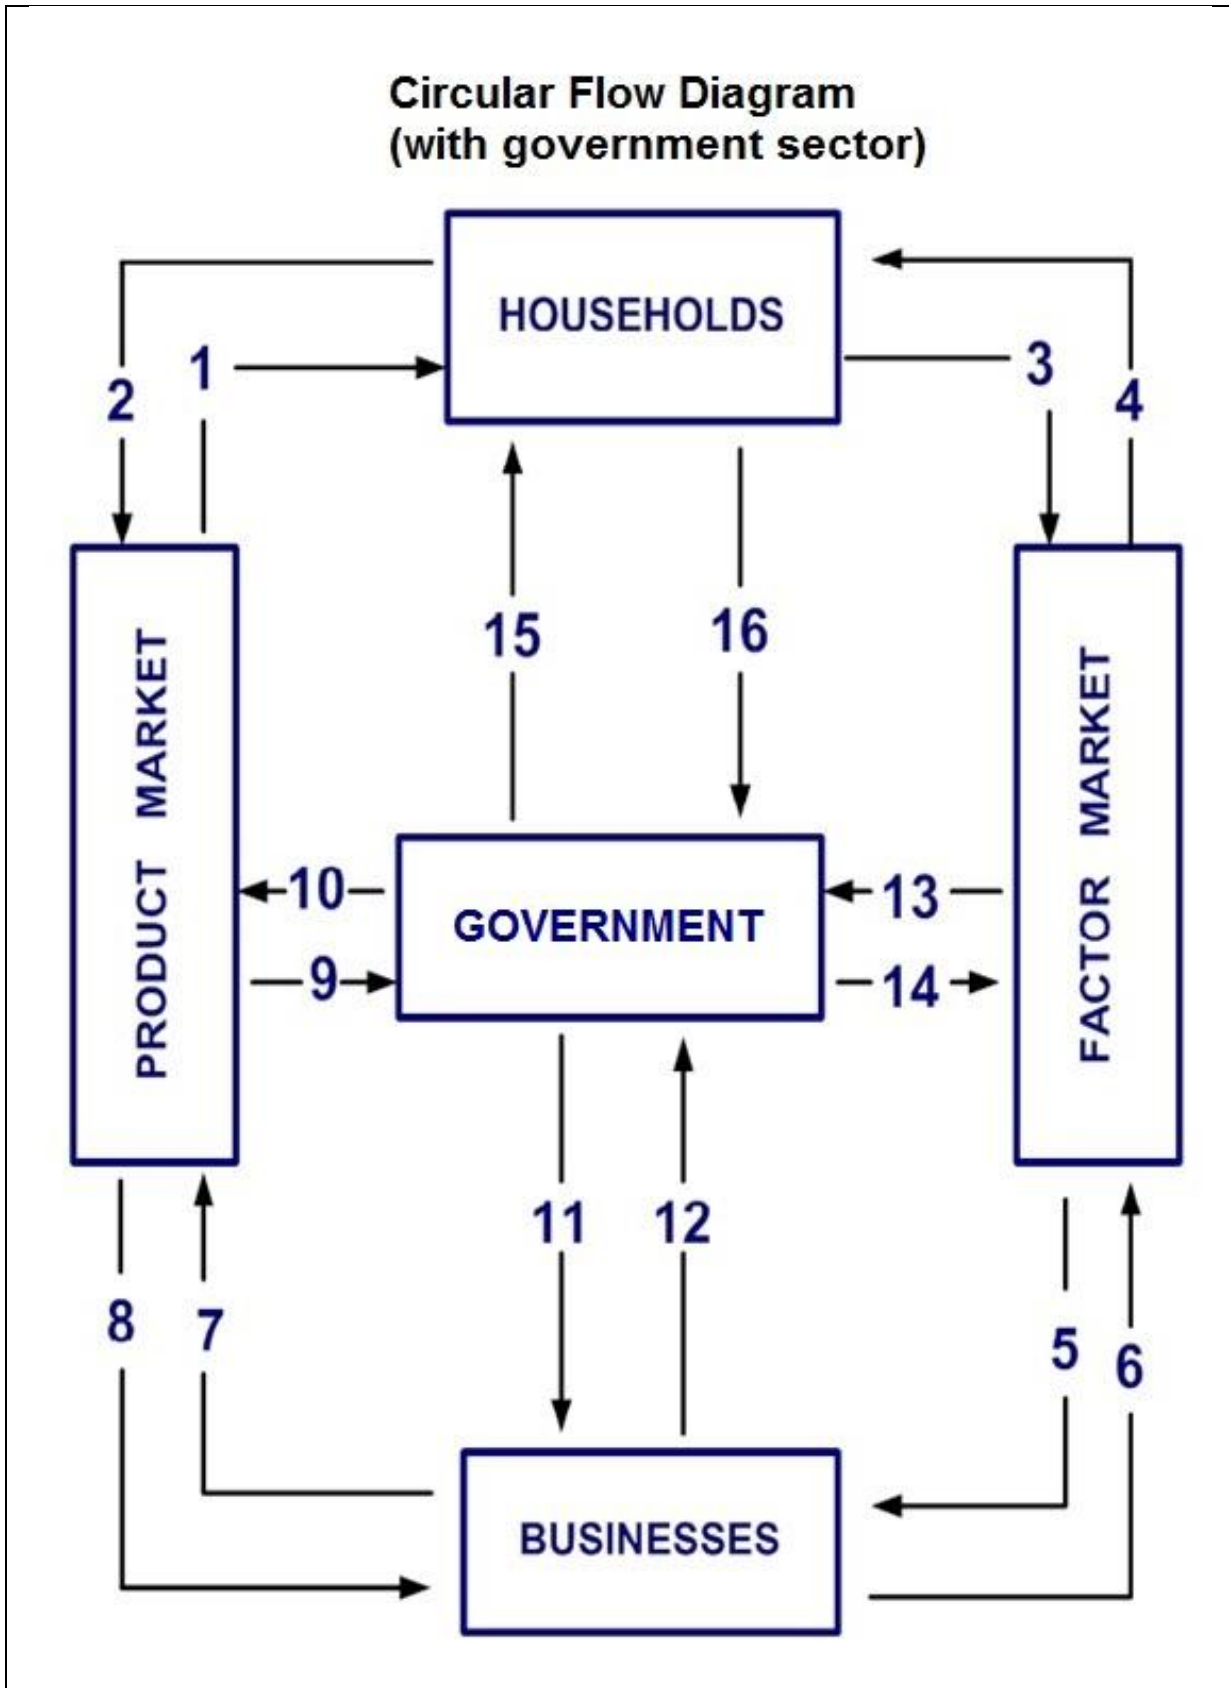 Circular Flow Diagram
(with government sector)
HOUSEHOLDS
1
2
3
4
15
16
PRODUCT MARKET
FACTOR MARKET
10
13
GOVERNMENT
9
14
11
12
8
7
5
6
BUSINESSES